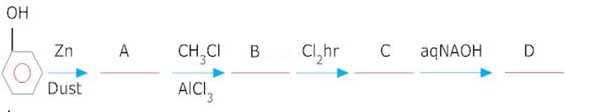 OH
Zn A CH₃Cl B Cl₂hr C aqNAOH D
Dust AlCl₃